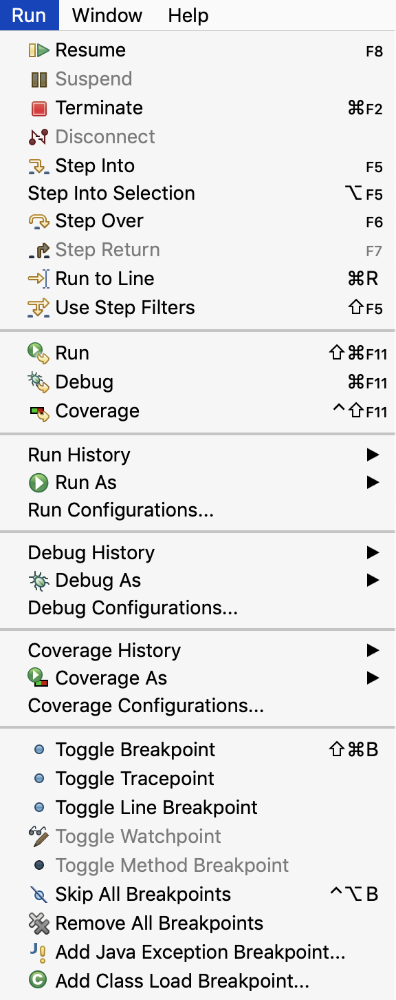 Run Window Help
Resume F8
Suspend
Terminate ⌘F2
Disconnect
Step Into F5
Step Into Selection ⌥F5
Step Over F6
Step Return F7
Run to Line ⌘R
Use Step Filters ⇧F5
Run ⇧⌘F11
Debug ⌘F11
Coverage ^⇧F11
Run History ▶
Run As ▶
Run Configurations...
Debug History ▶
Debug As ▶
Debug Configurations...
Coverage History ▶
Coverage As ▶
Coverage Configurations...
Toggle Breakpoint ⇧⌘B
Toggle Tracepoint
Toggle Line Breakpoint
Toggle Watchpoint
Toggle Method Breakpoint
Skip All Breakpoints ^⌥B
Remove All Breakpoints
Add Java Exception Breakpoint...
Add Class Load Breakpoint...